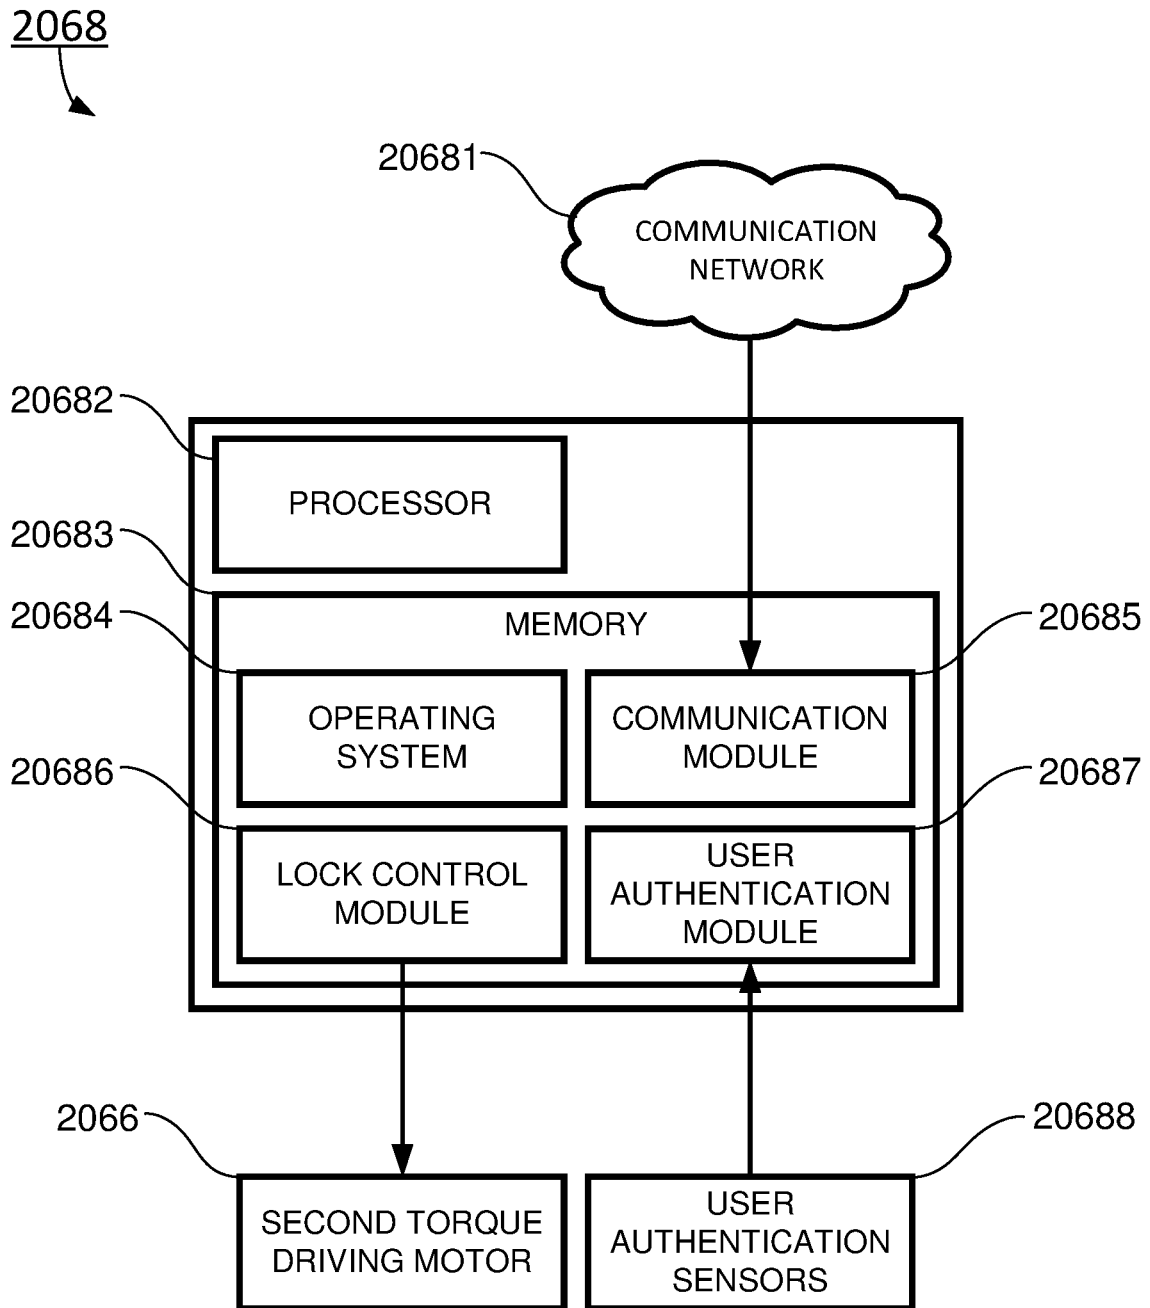 2068
20681
COMMUNICATION
NETWORK
20682
PROCESSOR
20683
MEMORY
20684
20685
OPERATING
SYSTEM
COMMUNICATION
MODULE
20686
20687
LOCK CONTROL
MODULE
USER
AUTHENTICATION
MODULE
2066
20688
SECOND TORQUE
DRIVING MOTOR
USER
AUTHENTICATION
SENSORS